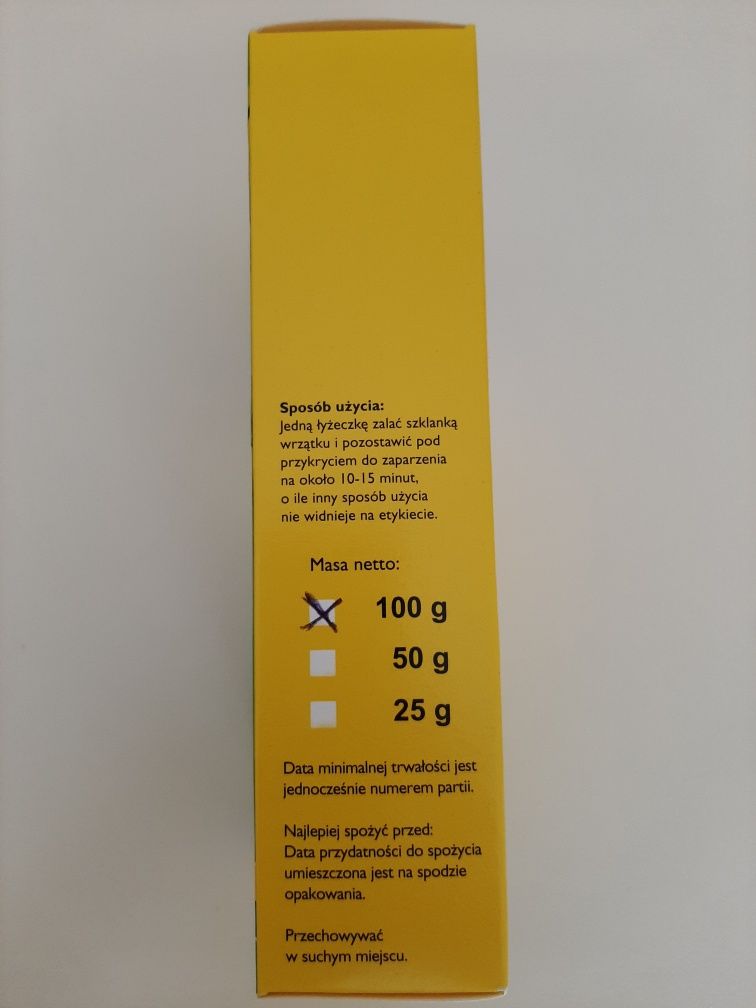 Sposób użycia:
Jedną łyżeczkę zalać szklanką
wrzątku i pozostawić pod
przykryciem do zaparzenia
na około 10-15 minut,
o ile inny sposób użycia
nie widnieje na etykiecie.
Masa netto:
100 g
50 g
25 g
Data minimalnej trwałości jest
jednocześnie numerem partii.
Najlepiej spożyć przed:
Data przydatności do spożycia
umieszczona jest na spodzie
opakowania.
Przechowywać
w suchym miejscu.